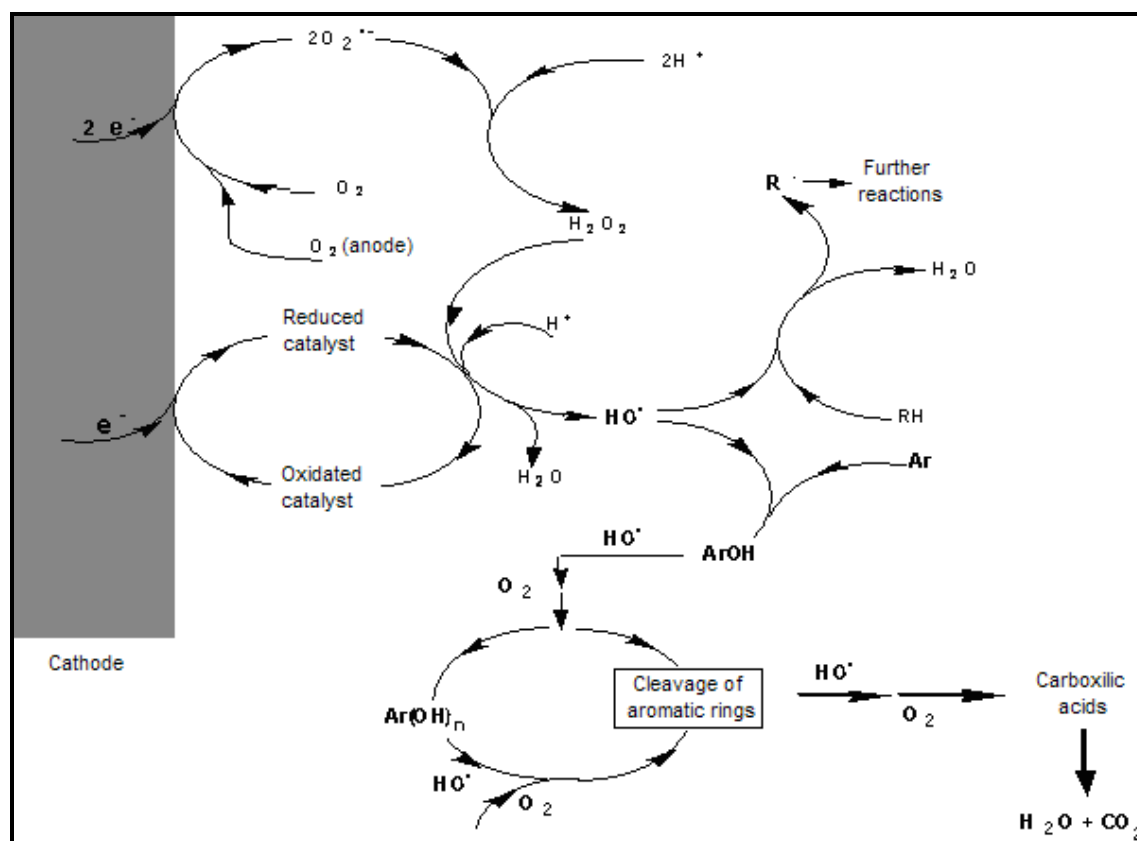 2O₂•-
2H⁺
2 e⁻
O₂
R· Further
reactions
H₂O₂
O₂ (anode)
H₂O
Reduced
catalyst
H⁺
HO•
RH
e⁻
Ar
Oxidated
catalyst
H₂O
HO•
ArOH
O₂
Cathode
Cleavage of
aromatic rings
HO•
O₂
Carboxilic
acids
Ar(OH)n
HO•
O₂
H₂O + CO₂